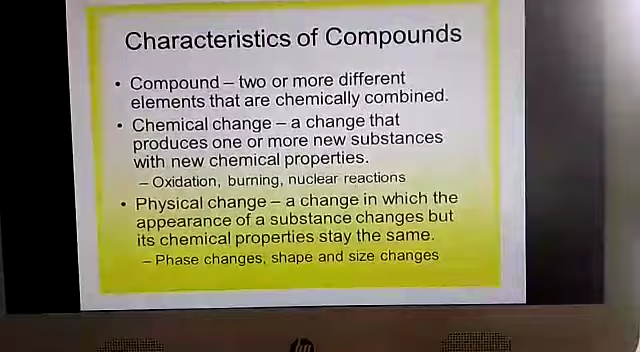 Characteristics of Compounds
• Compound – two or more different
elements that are chemically combined.
• Chemical change – a change that
produces one or more new substances
with new chemical properties.
– Oxidation, burning, nuclear reactions
• Physical change – a change in which the
appearance of a substance changes but
its chemical properties stay the same.
– Phase changes, shape and size changes
hp